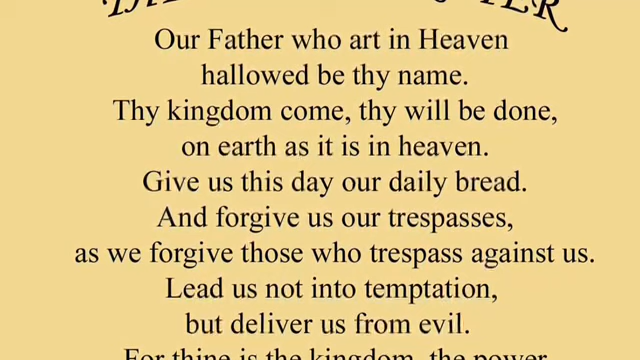 Our Father who art in Heaven
hallowed be thy name.
Thy kingdom come, thy will be done,
on earth as it is in heaven.
Give us this day our daily bread.
And forgive us our trespasses,
as we forgive those who trespass against us.
Lead us not into temptation,
but deliver us from evil.
For thine is the kingdom, the power